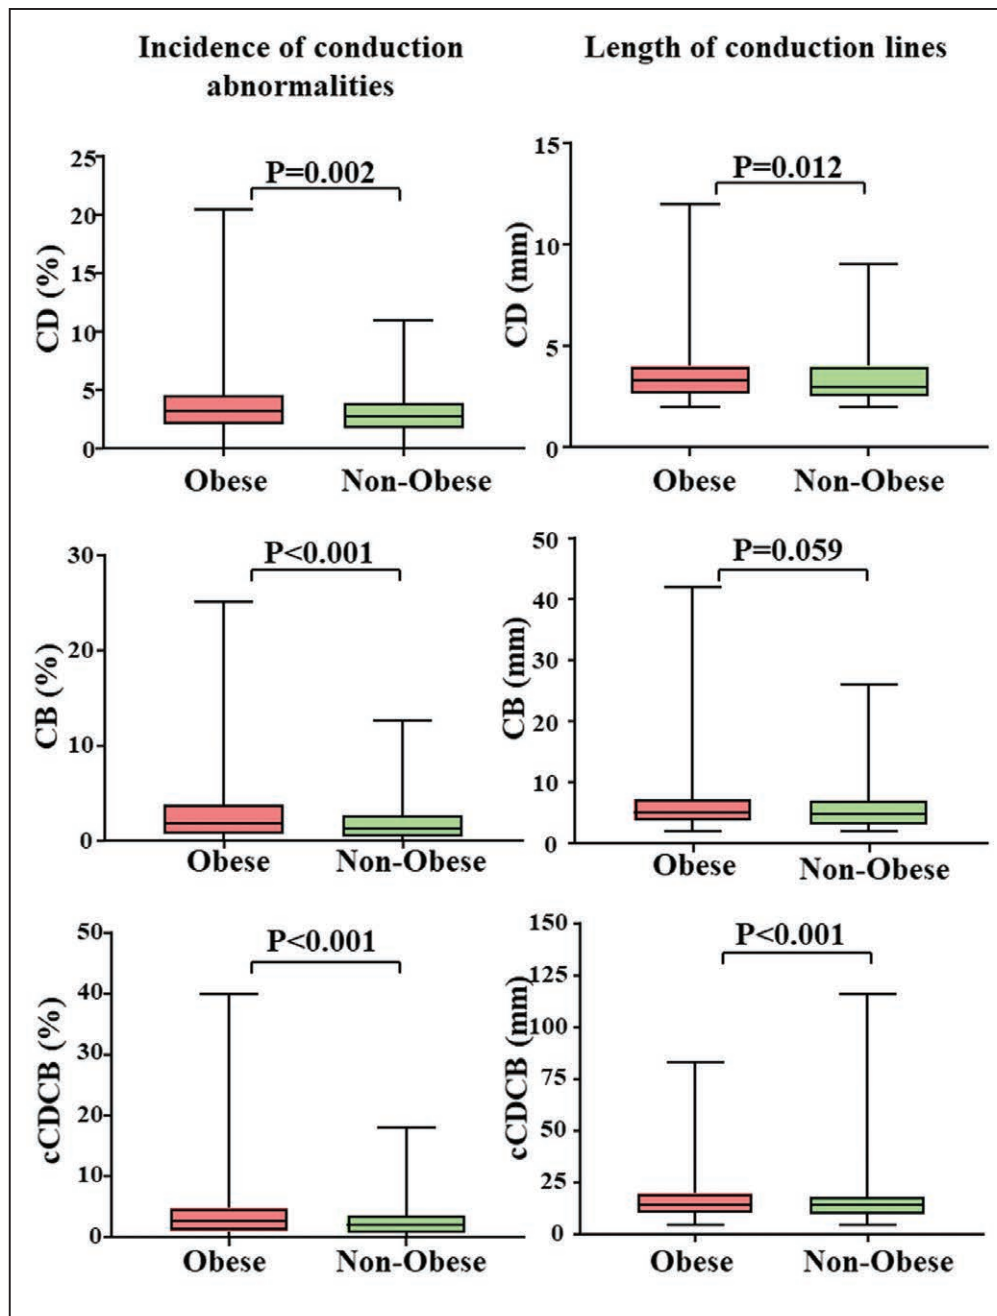 Incidence of conduction
abnormalities
Length of conduction lines
25
20
15
10
5
0
CD (%)
P=0.002
Obese
Non-Obese
15
10
5
0
CD (mm)
P=0.012
Obese
Non-Obese
30
20
10
0
CB (%)
P<0.001
Obese
Non-Obese
50
40
30
20
10
0
CB (mm)
P=0.059
Obese
Non-Obese
50
40
30
20
10
0
cCDCB (%)
P<0.001
Obese
Non-Obese
150
125
100
75
50
25
0
cCDCB (mm)
P<0.001
Obese
Non-Obese